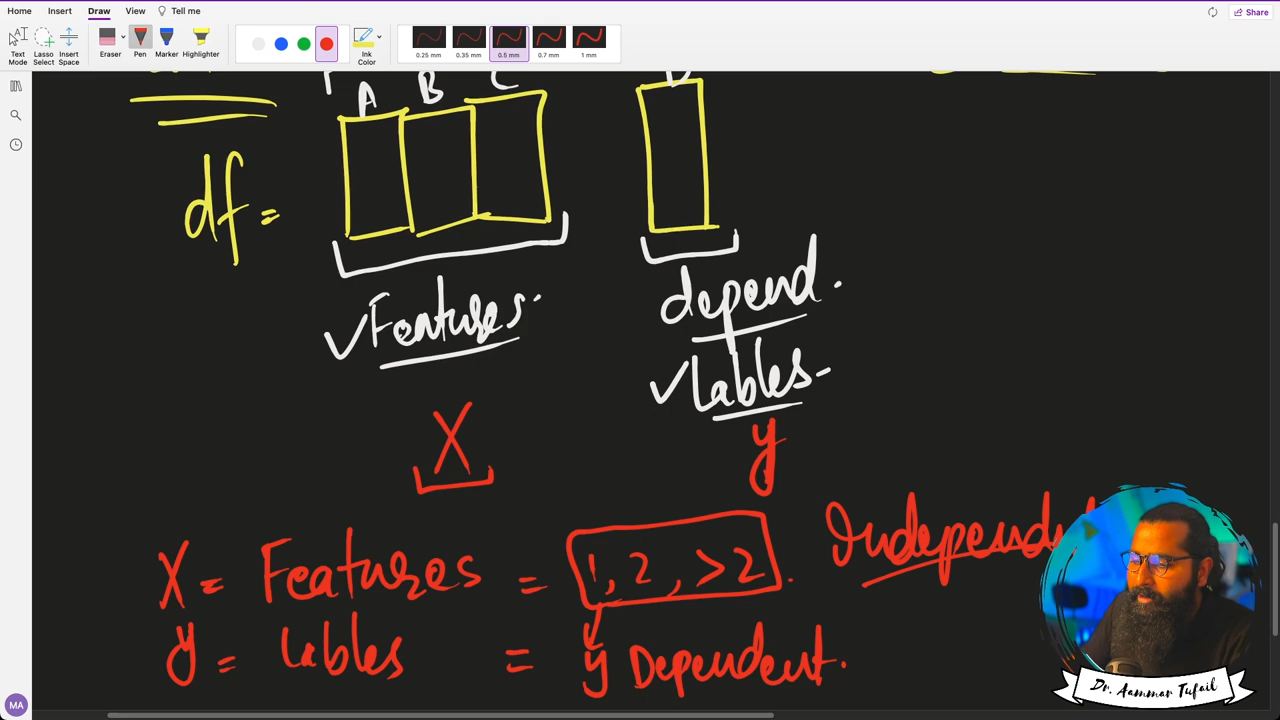 Home Insert Draw View Tell me
Share
Text Mode
Lasso Select
Insert Space
Eraser
Pen
Marker
Highlighter
Ink Color
0.25 mm
0.35 mm
0.5 mm
0.7 mm
1 mm
A B C
D
df =
Features.
depend.
Lables.
X
y
X = Features = 1, 2, >2.
y = Lables = y Dependent.
MA
Dr. Aammar Tufail